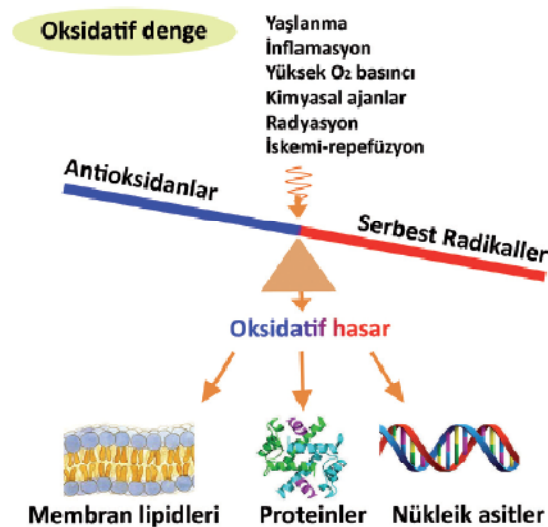 Oksidatif denge
Yaşlanma
İnflamasyon
Yüksek O₂ basıncı
Kimyasal ajanlar
Radyasyon
İskemi-repefüzyon
Antioksidanlar
Serbest Radikaller
Oksidatif hasar
Membran lipidleri
Proteinler
Nükleik asitler